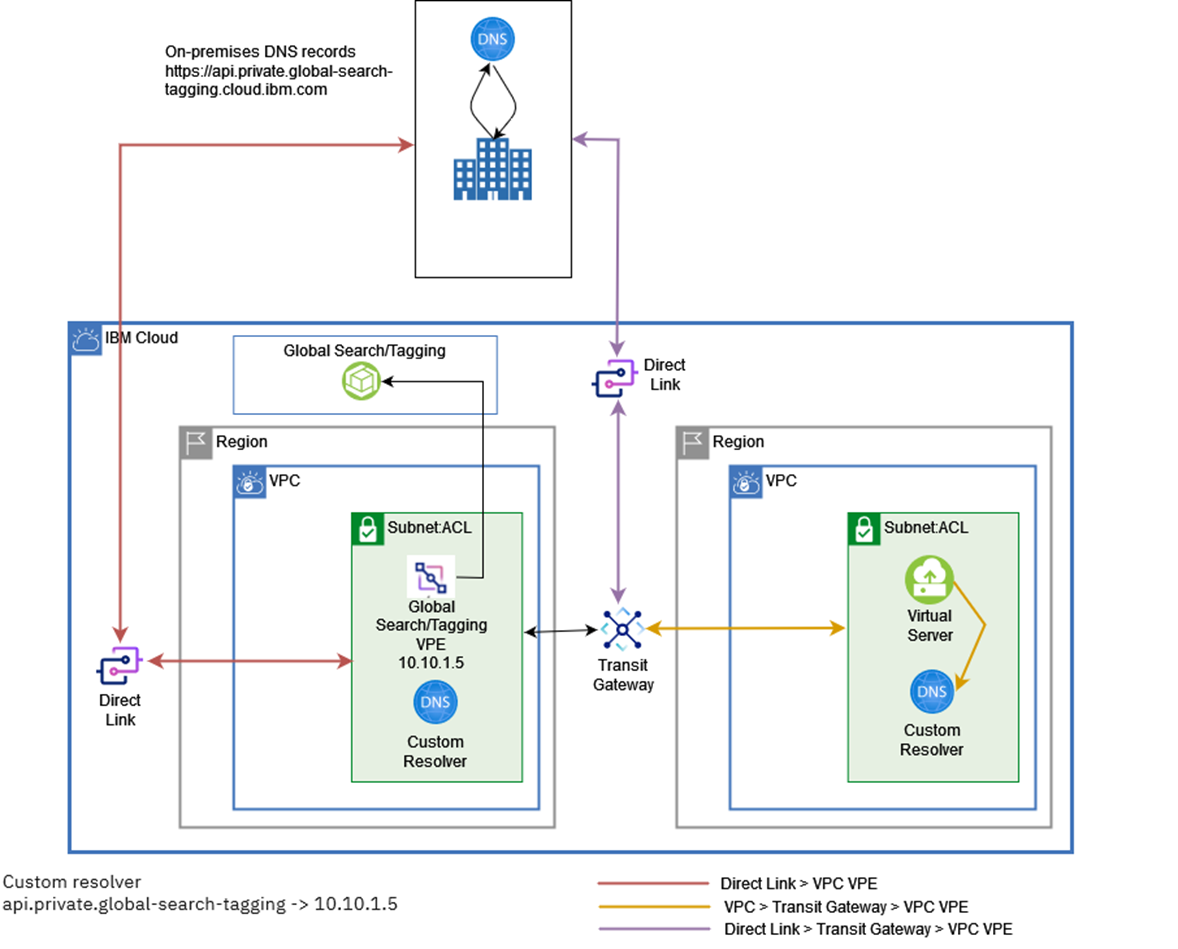 DNS
On-premises DNS records
https://api.private.global-search-
tagging.cloud.ibm.com
IBM Cloud
Global Search/Tagging
Direct
Link
Region
VPC
Subnet:ACL
Global
Search/Tagging
VPE
10.10.1.5
DNS
Custom
Resolver
Direct
Link
Transit
Gateway
Region
VPC
Subnet:ACL
Virtual
Server
DNS
Custom
Resolver
Custom resolver
api.private.global-search-tagging -> 10.10.1.5
Direct Link > VPC VPE
VPC > Transit Gateway > VPC VPE
Direct Link > Transit Gateway > VPC VPE